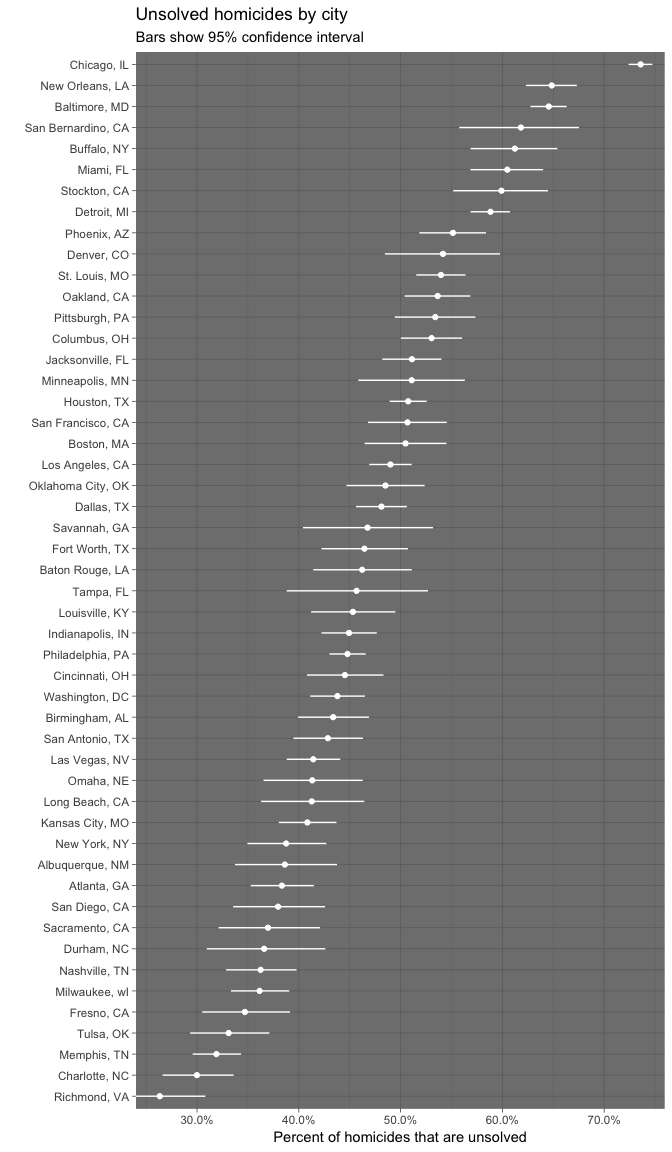 Unsolved homicides by city
Bars show 95% confidence interval
Chicago, IL
New Orleans, LA
Baltimore, MD
San Bernardino, CA
Buffalo, NY
Miami, FL
Stockton, CA
Detroit, MI
Phoenix, AZ
Denver, CO
St. Louis, MO
Oakland, CA
Pittsburgh, PA
Columbus, OH
Jacksonville, FL
Minneapolis, MN
Houston, TX
San Francisco, CA
Boston, MA
Los Angeles, CA
Oklahoma City, OK
Dallas, TX
Savannah, GA
Fort Worth, TX
Baton Rouge, LA
Tampa, FL
Louisville, KY
Indianapolis, IN
Philadelphia, PA
Cincinnati, OH
Washington, DC
Birmingham, AL
San Antonio, TX
Las Vegas, NV
Omaha, NE
Long Beach, CA
Kansas City, MO
New York, NY
Albuquerque, NM
Atlanta, GA
San Diego, CA
Sacramento, CA
Durham, NC
Nashville, TN
Milwaukee, wI
Fresno, CA
Tulsa, OK
Memphis, TN
Charlotte, NC
Richmond, VA
30.0% 40.0% 50.0% 60.0% 70.0%
Percent of homicides that are unsolved